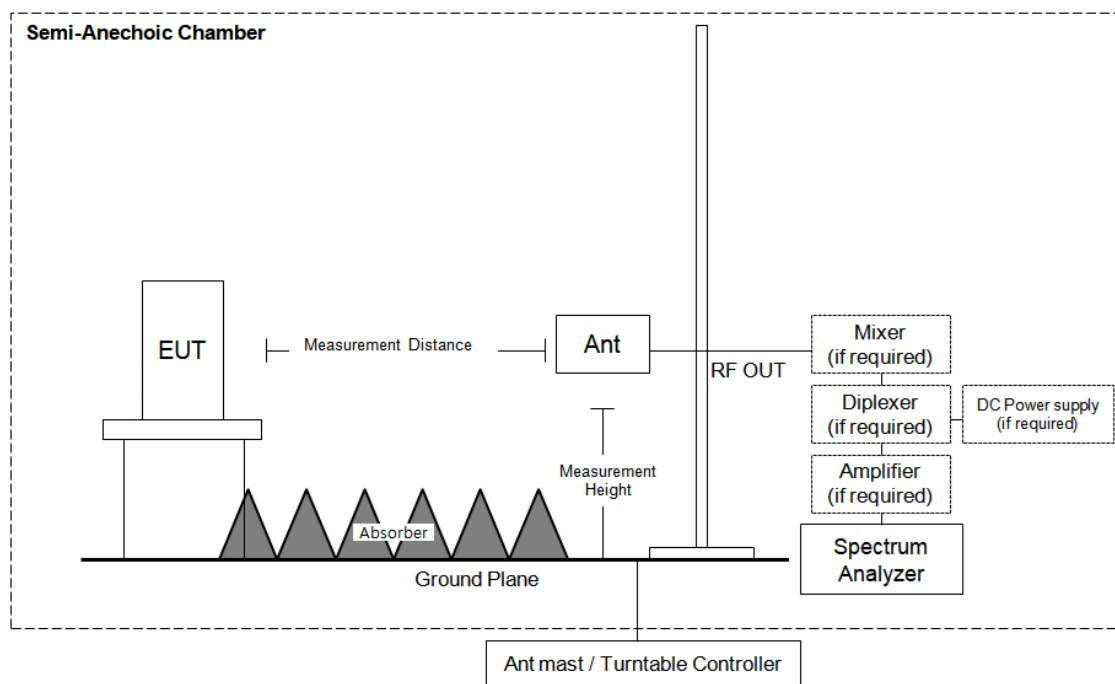 Semi-Anechoic Chamber
EUT
Measurement Distance
Ant
RF OUT
Mixer
(if required)
Diplexer
(if required)
DC Power supply
(if required)
Measurement
Height
Amplifier
(if required)
Absorber
Spectrum
Analyzer
Ground Plane
Ant mast / Turntable Controller